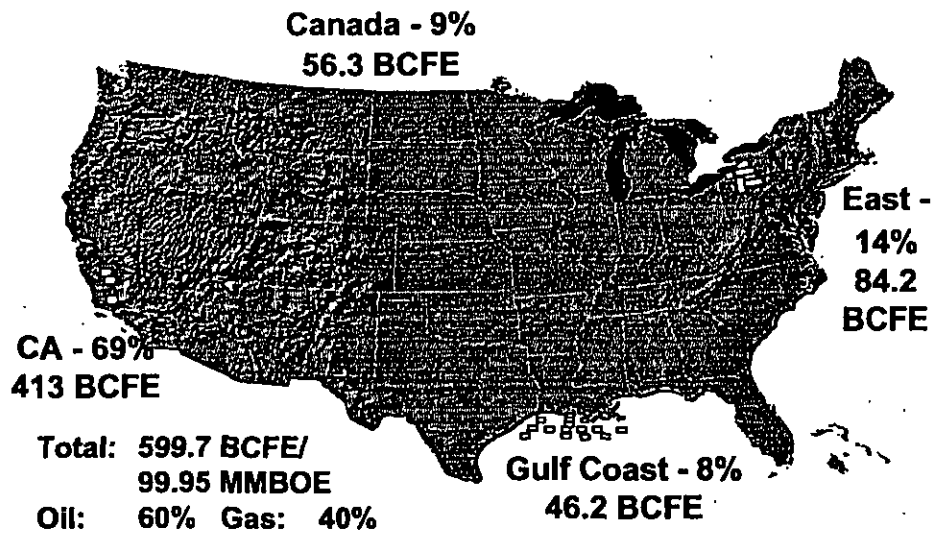 Canada - 9%
56.3 BCFE
East -
14%
84.2
BCFE
CA - 69%
413 BCFE
Gulf Coast - 8%
46.2 BCFE
Total: 599.7 BCFE/
99.95 MMBOE
Oil: 60% Gas: 40%